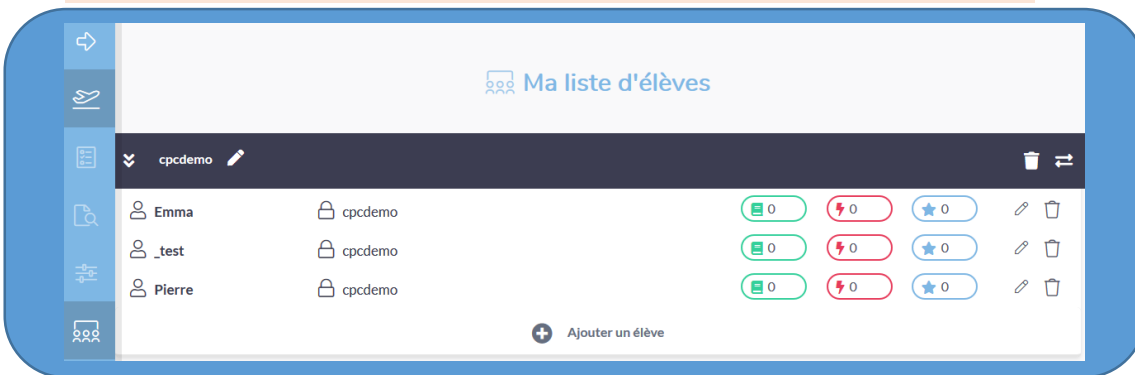 Ma liste d'élèves
cpcdemo
Emma cpcdemo 0 0 0
_test cpcdemo 0 0 0
Pierre cpcdemo 0 0 0
Ajouter un élève